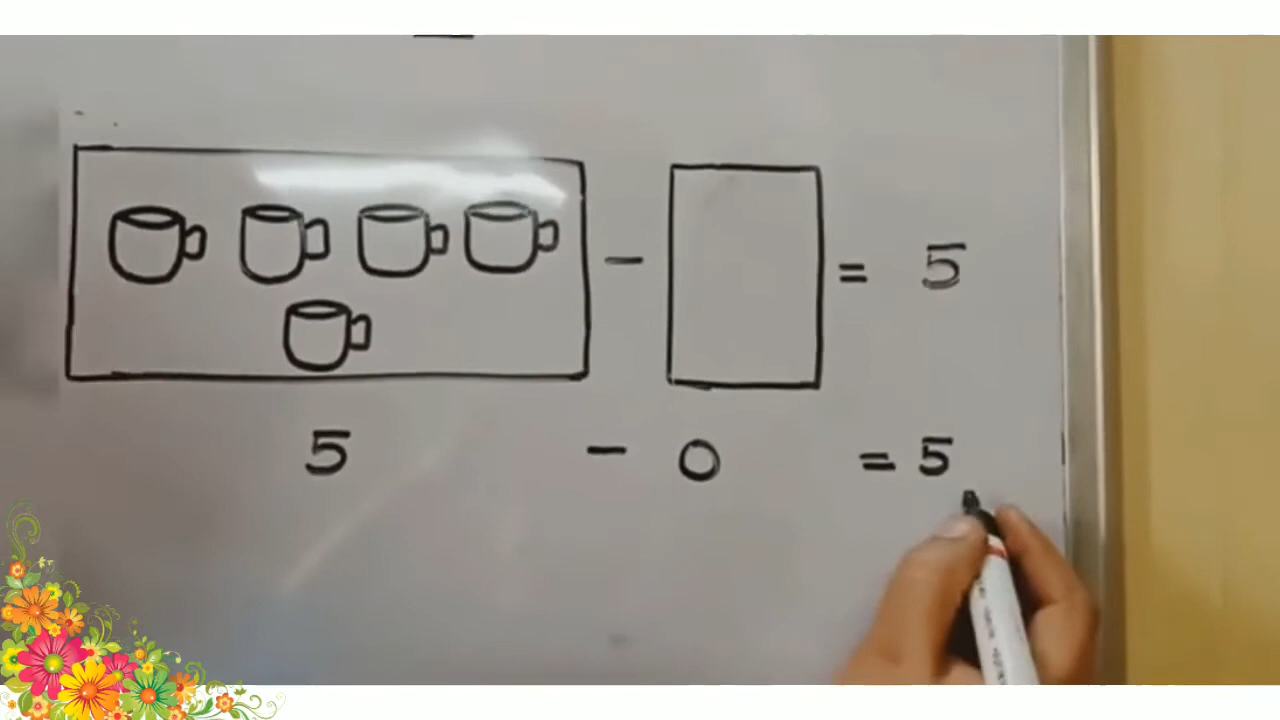 - = 5
5 - 0 = 5